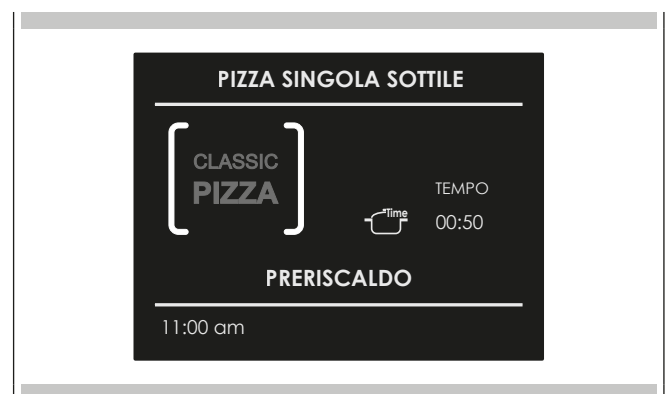 PIZZA SINGOLA SOTTILE
CLASSIC
PIZZA
TEMPO
Time
00:50
PRERISCALDO
11:00 am